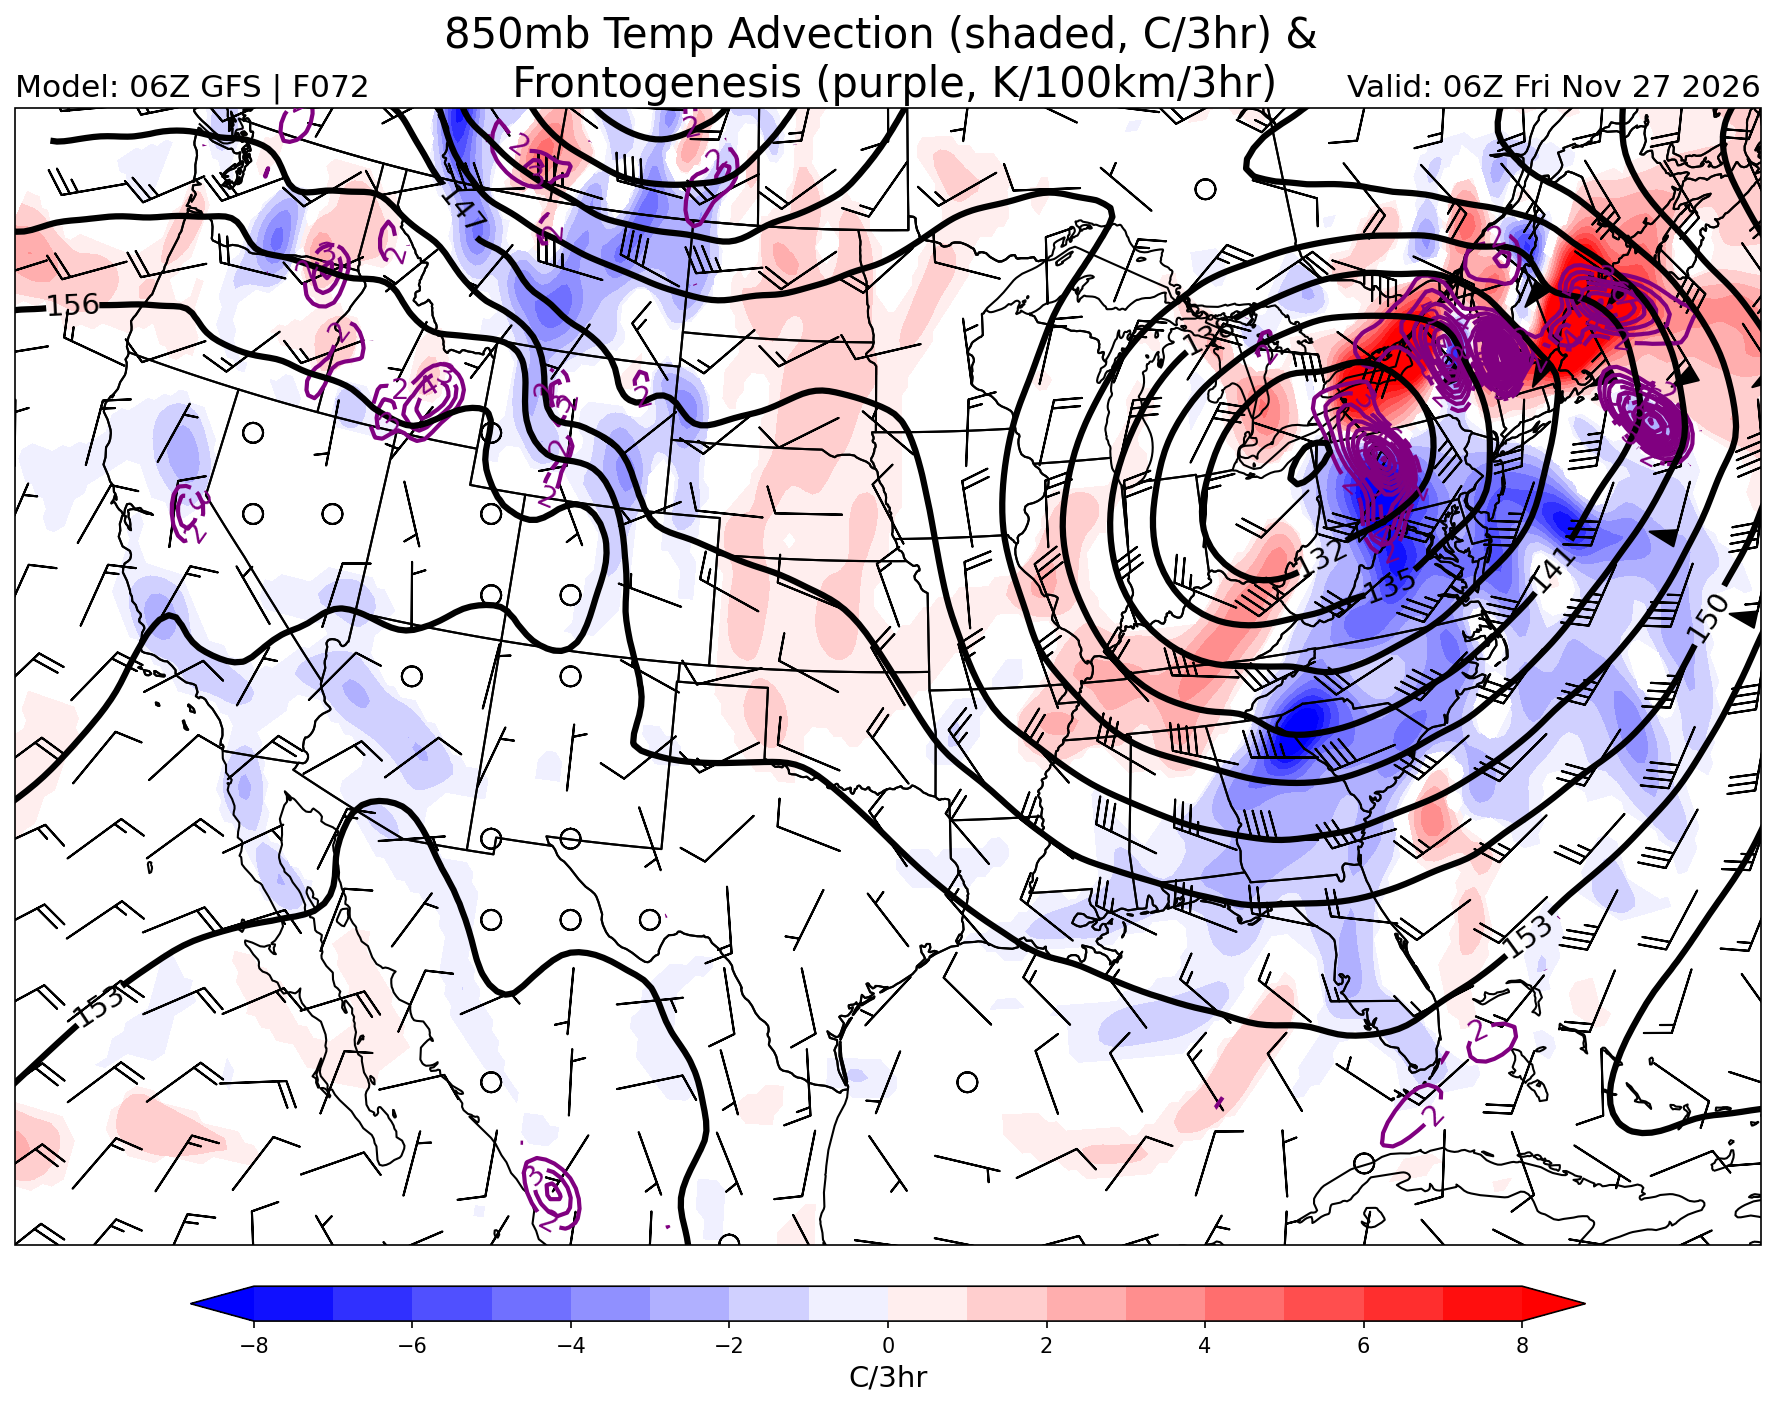 850mb Temp Advection (shaded, C/3hr) &
Model: 06Z GFS | F072 Frontogenesis (purple, K/100km/3hr) Valid: 06Z Fri Nov 27 2026
147
156
132
135
141
150
153
153
−8 −6 −4 −2 0 2 4 6 8
C/3hr